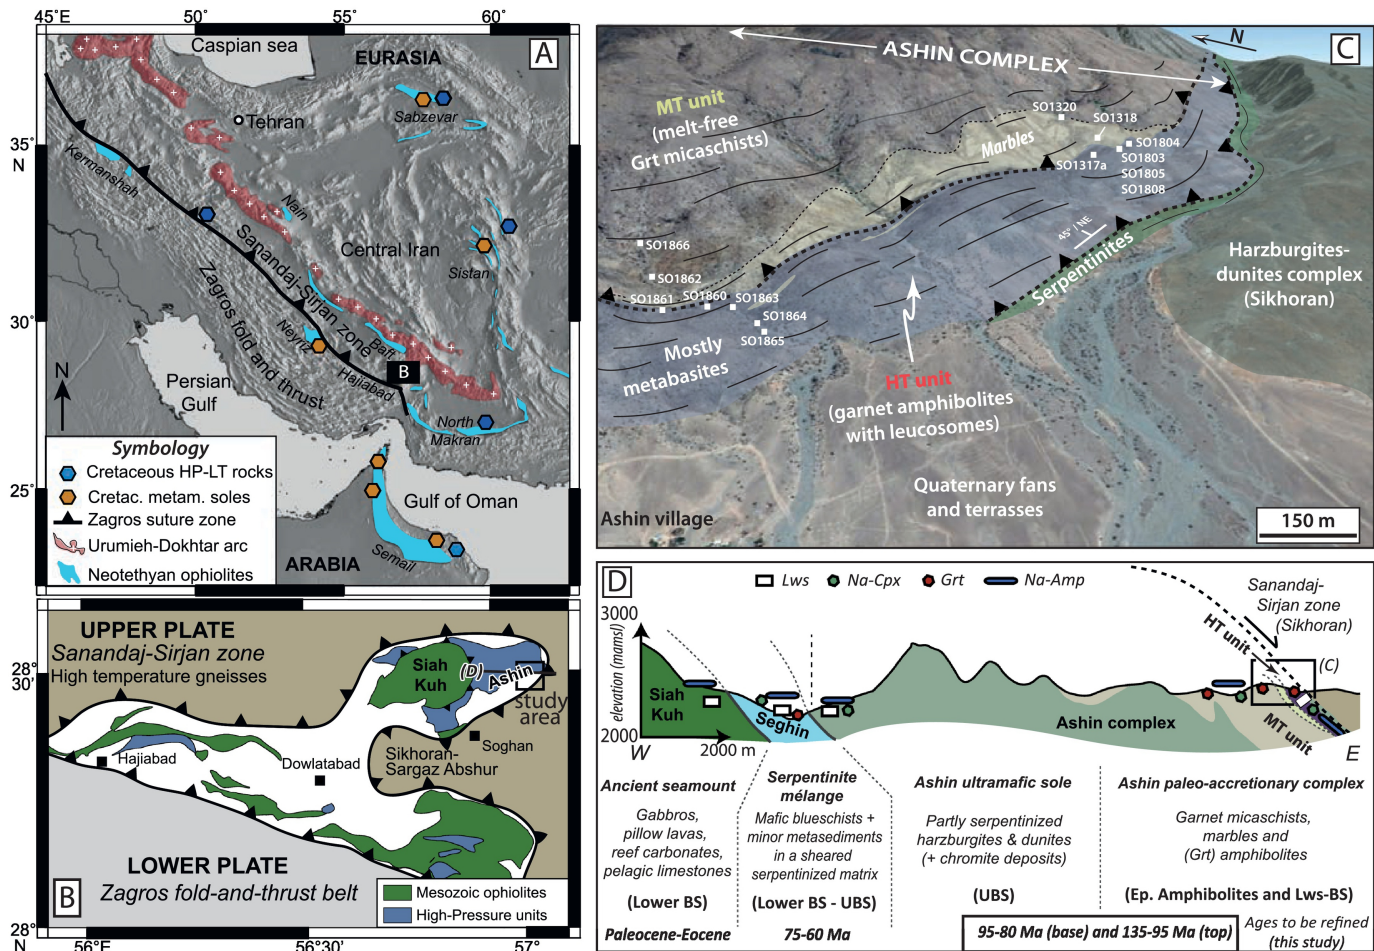 45°E
50°
55°
60°
A
Caspian sea
EURASIA
Sabzevar
Tehran
35°
N
Kermanshah
Nain
Sanandaj-Sirjan zone
Central Iran
Sistan
Zagros fold and thrust
30°
Neyriz
Baft
B
Hajiabad
N
Persian
Gulf
North
Makran
Symbology
Cretaceous HP-LT rocks
Cretac. metam. soles
Zagros suture zone
Urumieh-Dokhtar arc
Neotethyan ophiolites
25°
Gulf of Oman
Semail
ARABIA
UPPER PLATE
Sanandaj-Sirjan zone
High temperature gneisses
28°
30'
Siah
Kuh
(D)
Ashin
study
area
Soghan
Sikhoran-
Sargaz Abshur
Hajiabad
Dowlatabad
LOWER PLATE
Zagros fold-and-thrust belt
B
Mesozoic ophiolites
High-Pressure units
28°
N
56°E
56°30'
57°
C
N
ASHIN COMPLEX
MT unit
(melt-free
Grt micaschists)
Marbles
SO1320
SO1318
SO1804
SO1317a
SO1803
SO1805
SO1808
SO1866
SO1862
SO1861
SO1860
SO1863
SO1864
SO1865
45° / NE
Serpentinites
Harzburgites-
dunites complex
(Sikhoran)
Mostly
metabasites
HT unit
(garnet amphibolites
with leucosomes)
Quaternary fans
and terrasses
Ashin village
150 m
D
Lws
Na-Cpx
Grt
Na-Amp
3000
elevation (mamsl)
2000
W
2000 m
Siah
Kuh
Seghin
Ashin complex
Sanandaj-
Sirjan zone
(Sikhoran)
HT unit
(C)
MT unit
E
Ancient seamount
Gabbros,
pillow lavas,
reef carbonates,
pelagic limestones
(Lower BS)
Paleocene-Eocene
Serpentinite
mélange
Mafic blueschists +
minor metasediments
in a sheared
serpentinized matrix
(Lower BS - UBS)
75-60 Ma
Ashin ultramafic sole
Partly serpentinized
harzburgites & dunites
(+ chromite deposits)
(UBS)
Ashin paleo-accretionary complex
Garnet micaschists,
marbles and
(Grt) amphibolites
(Ep. Amphibolites and Lws-BS)
95-80 Ma (base) and 135-95 Ma (top)
Ages to be refined
(this study)